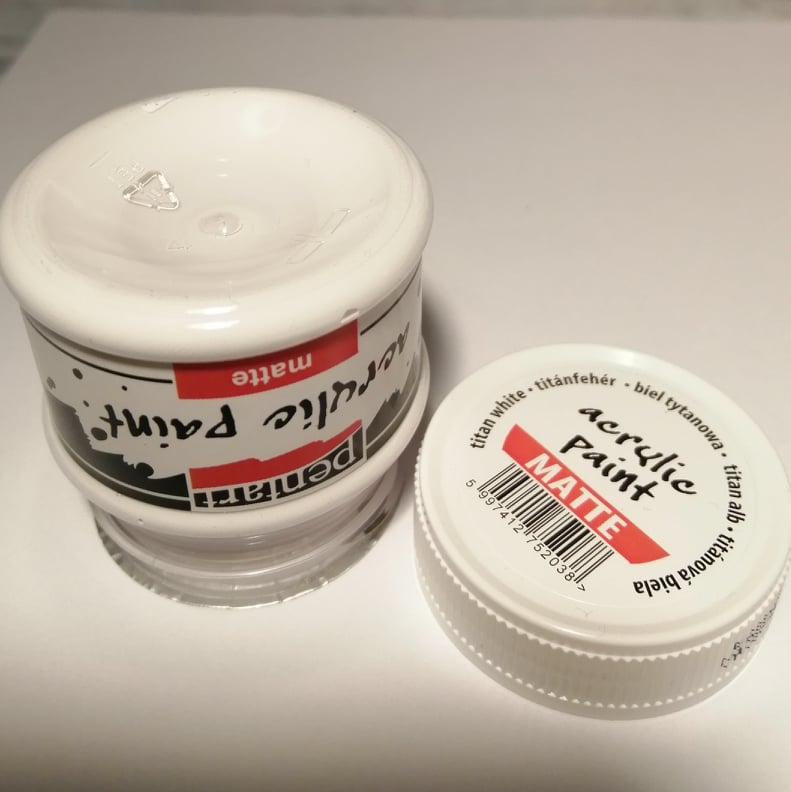 matte
acrylic paint
pentart
titan white • titánfehér • biel tytanowa • titan alb • titánová biela
acrylic
paint
MATTE
5 997412 752038 >